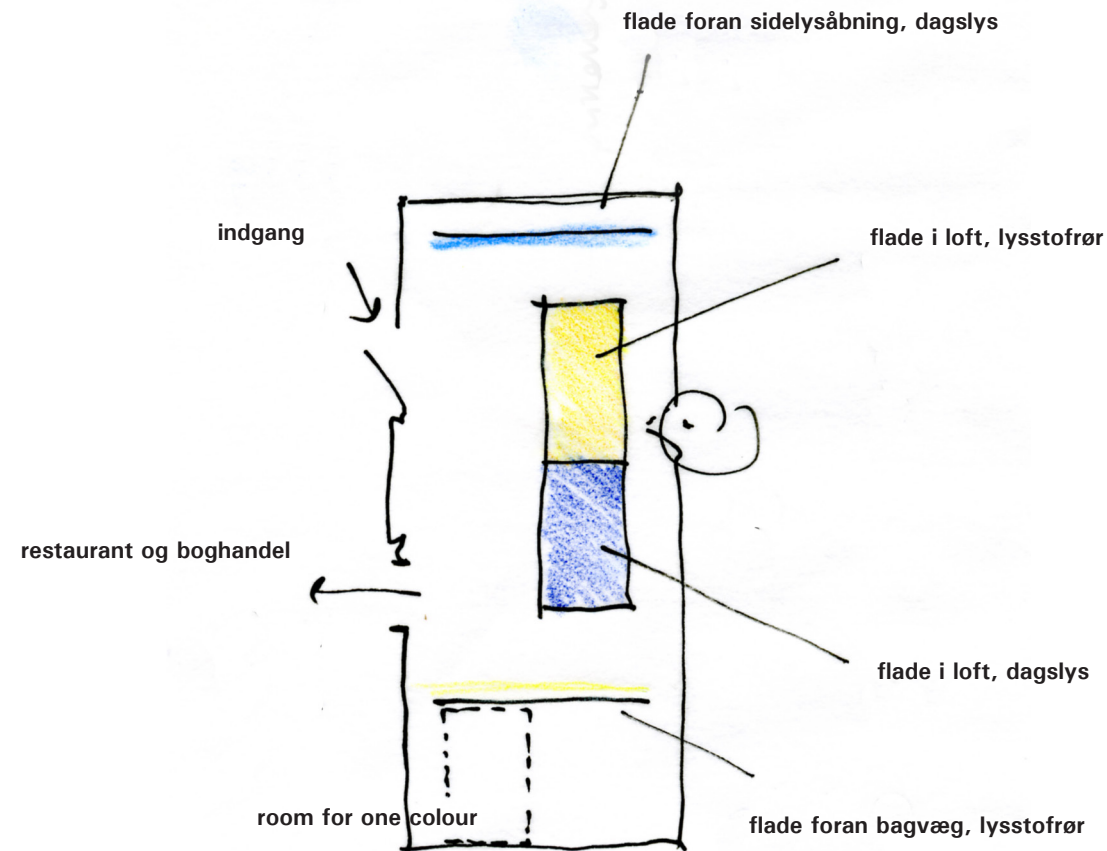 flade foran sidelysåbning, dagslys
indgang
flade i loft, lysstofrør
restaurant og boghandel
flade i loft, dagslys
room for one colour
flade foran bagvæg, lysstofrør